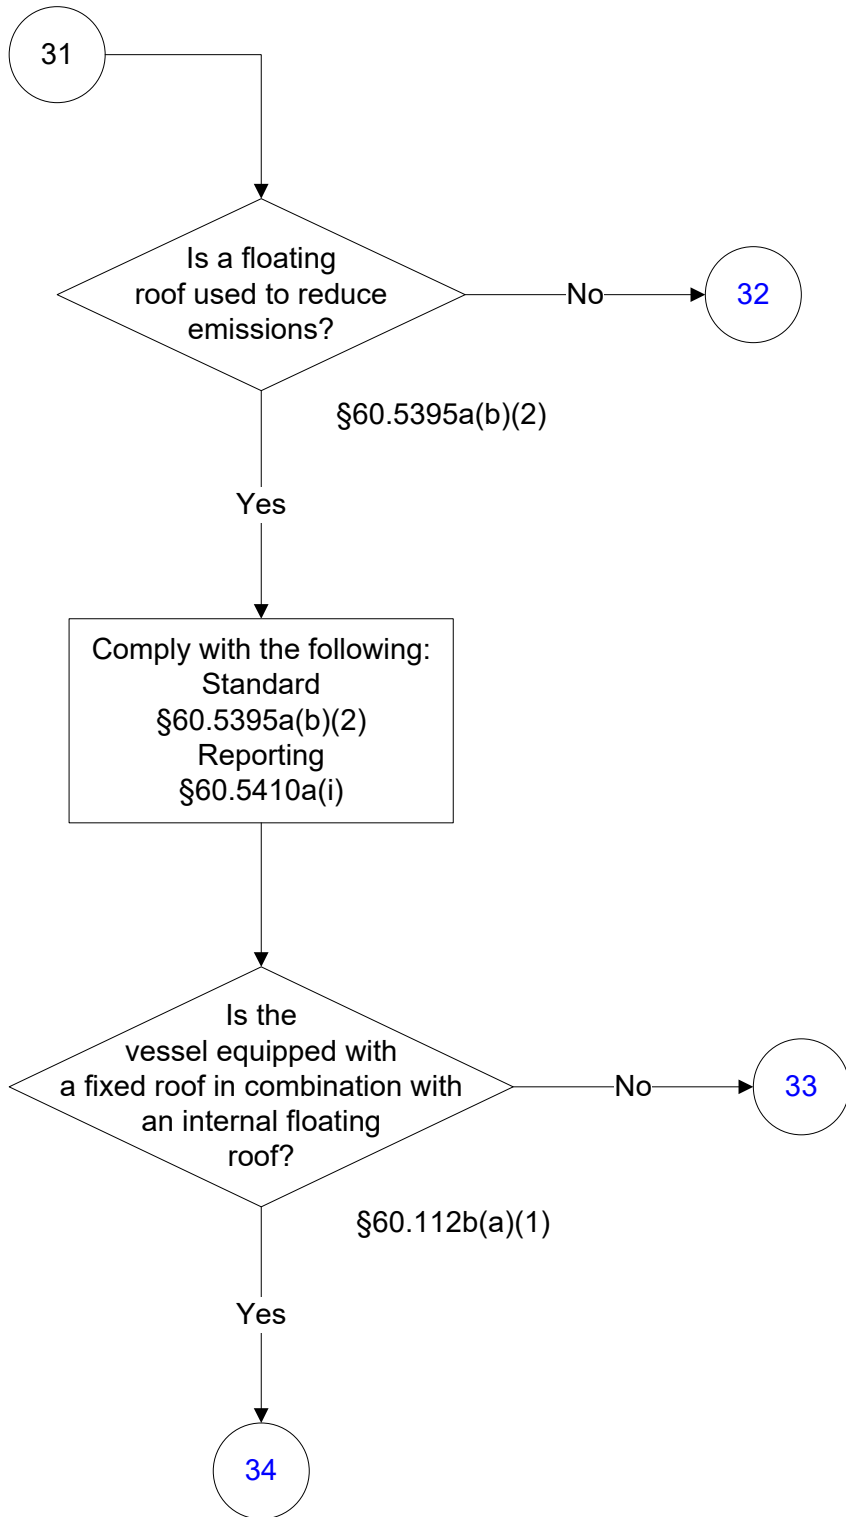 31
Is a floating
roof used to reduce
emissions?
No
32
§60.5395a(b)(2)
Yes
Comply with the following:
Standard
§60.5395a(b)(2)
Reporting
§60.5410a(i)
Is the
vessel equipped with
a fixed roof in combination with
an internal floating
roof?
No
33
§60.112b(a)(1)
Yes
34